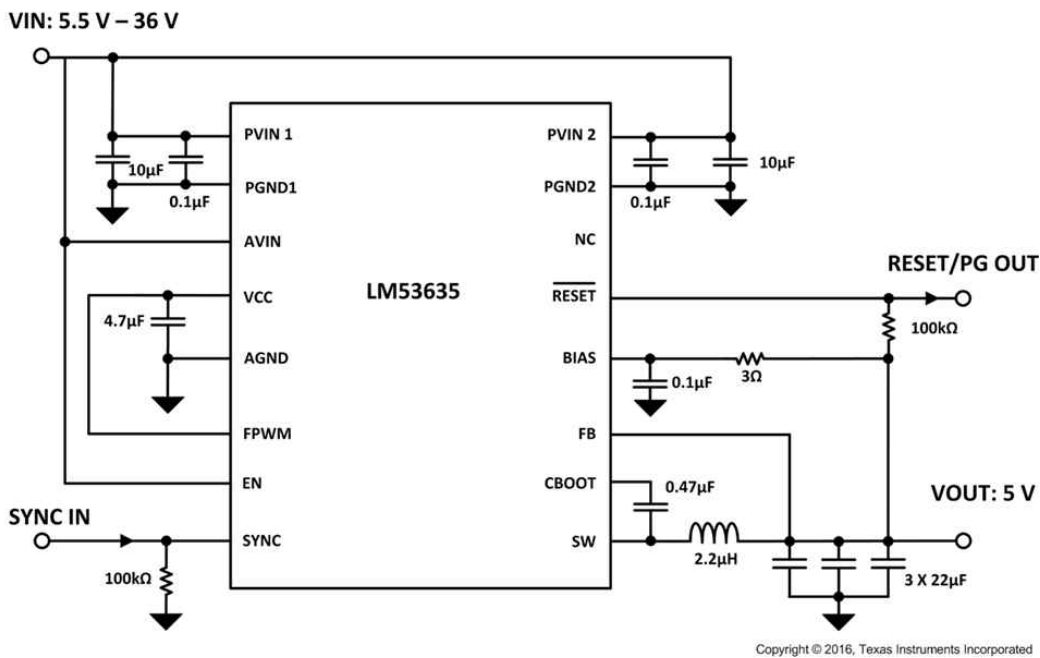 VIN: 5.5 V – 36 V
PVIN 1
PVIN 2
10µF
0.1µF
PGND1
PGND2
0.1µF
10µF
AVIN
NC
LM53635
RESET/PG OUT
VCC
RESET
4.7µF
100kΩ
AGND
BIAS
3Ω
0.1µF
FPWM
FB
EN
CBOOT
0.47µF
VOUT: 5 V
SYNC IN
SYNC
SW
2.2µH
100kΩ
3 X 22µF
Copyright © 2016, Texas Instruments Incorporated